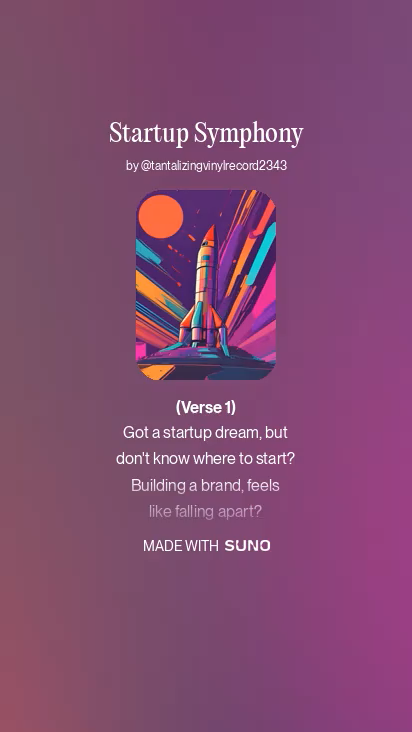 Startup Symphony
by @tantalizingvinylrecord2343
(Verse 1)
Got a startup dream, but
don't know where to start?
Building a brand, feels
like falling apart?
MADE WITH SUNO